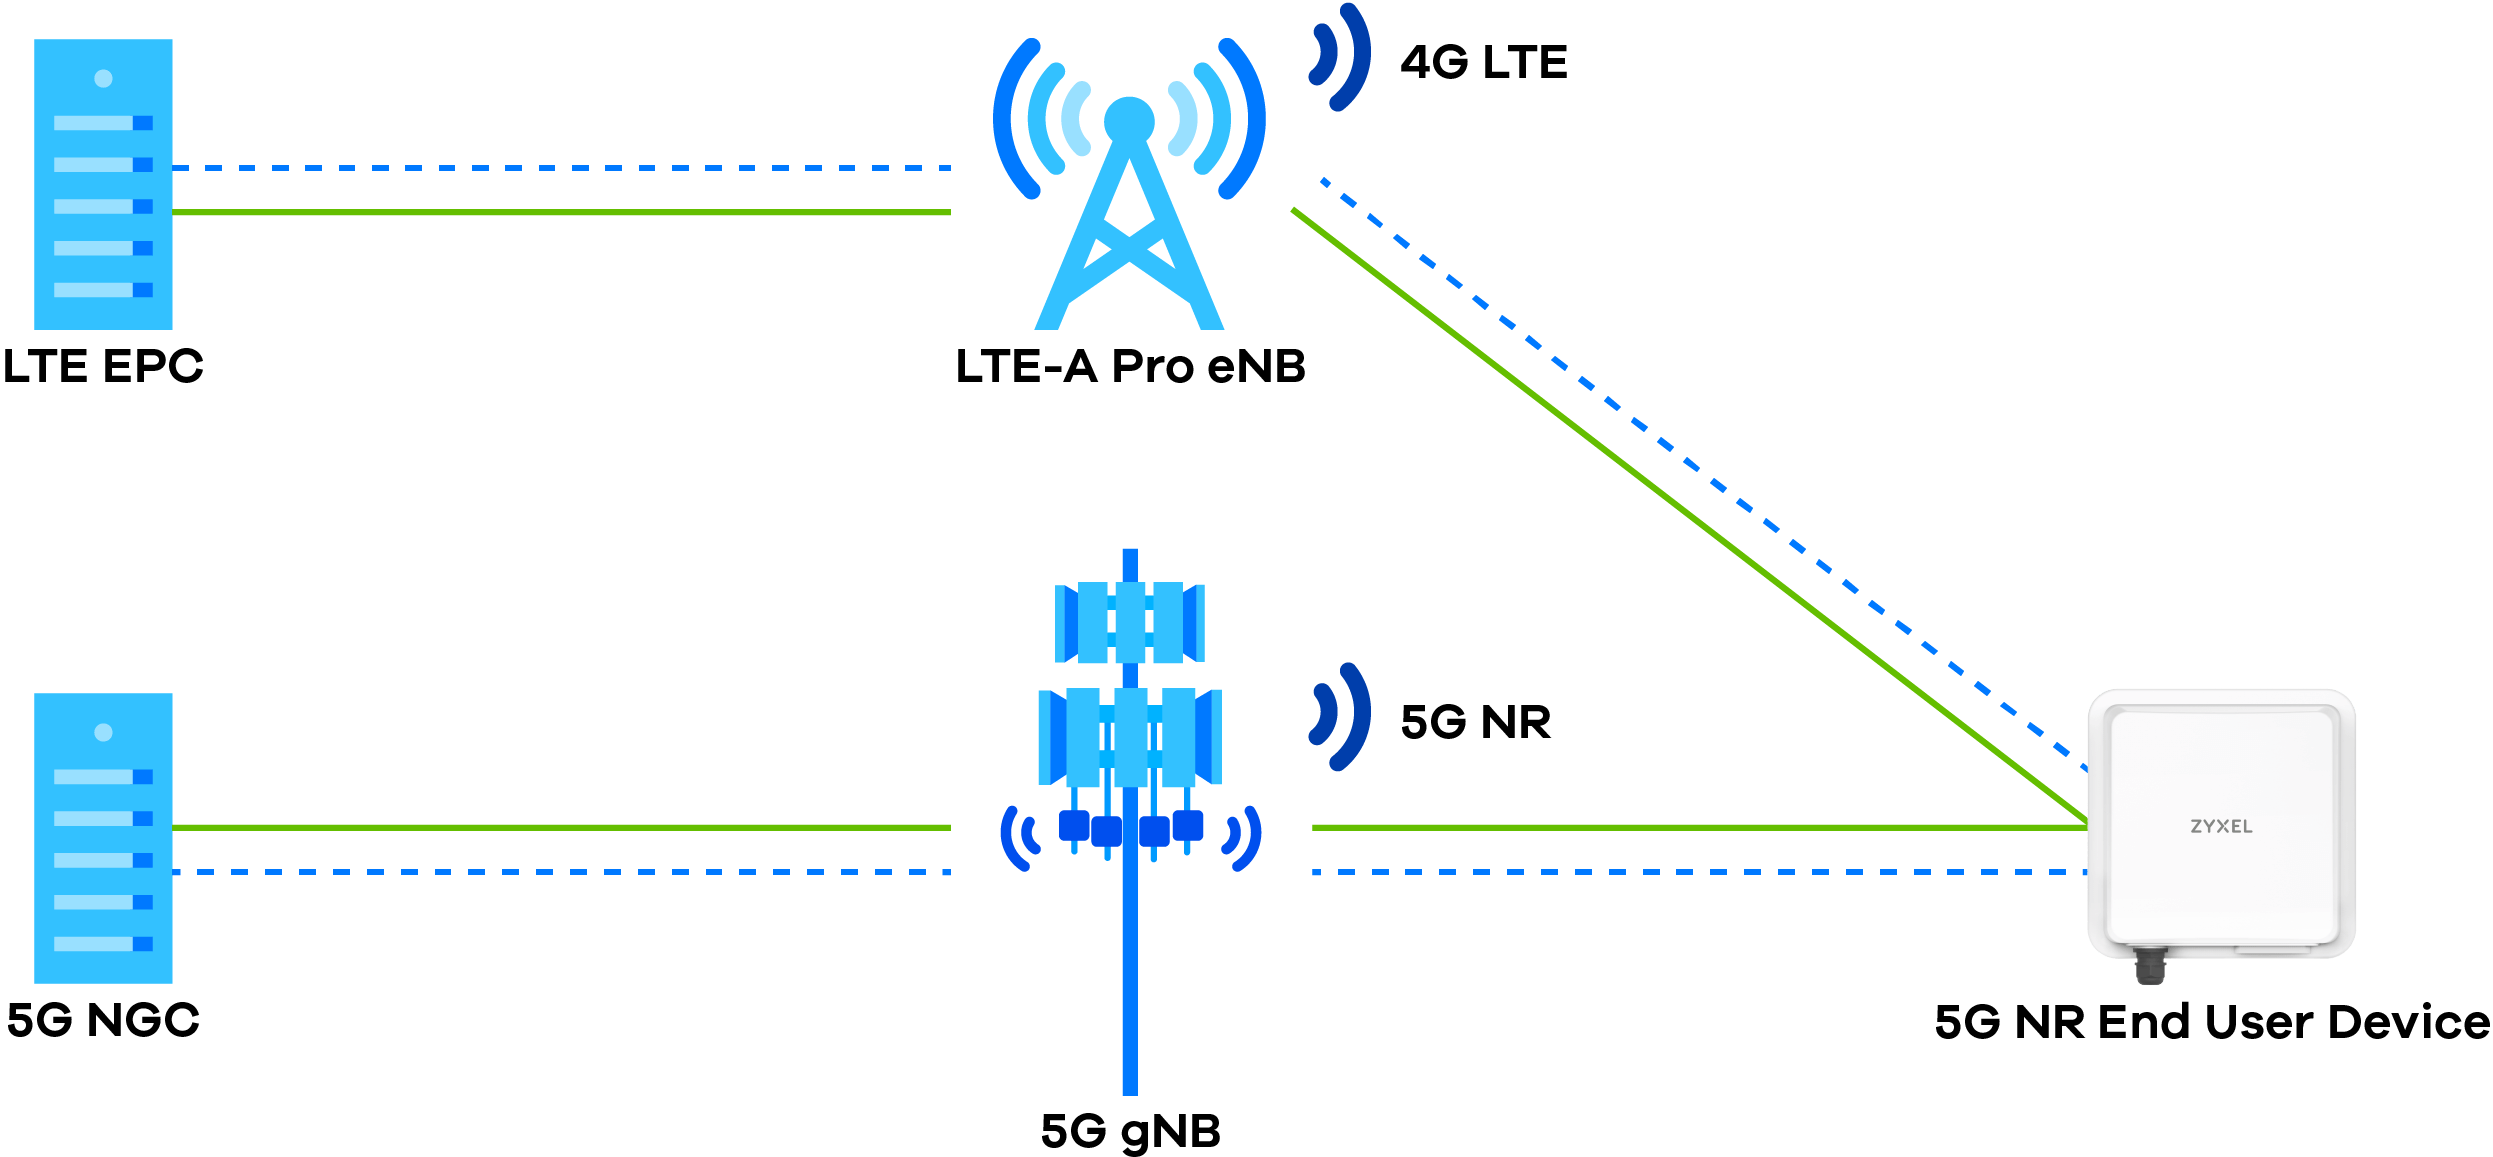 4G LTE
LTE EPC
LTE-A Pro eNB
5G NR
ZYXEL
5G NGC
5G NR End User Device
5G gNB